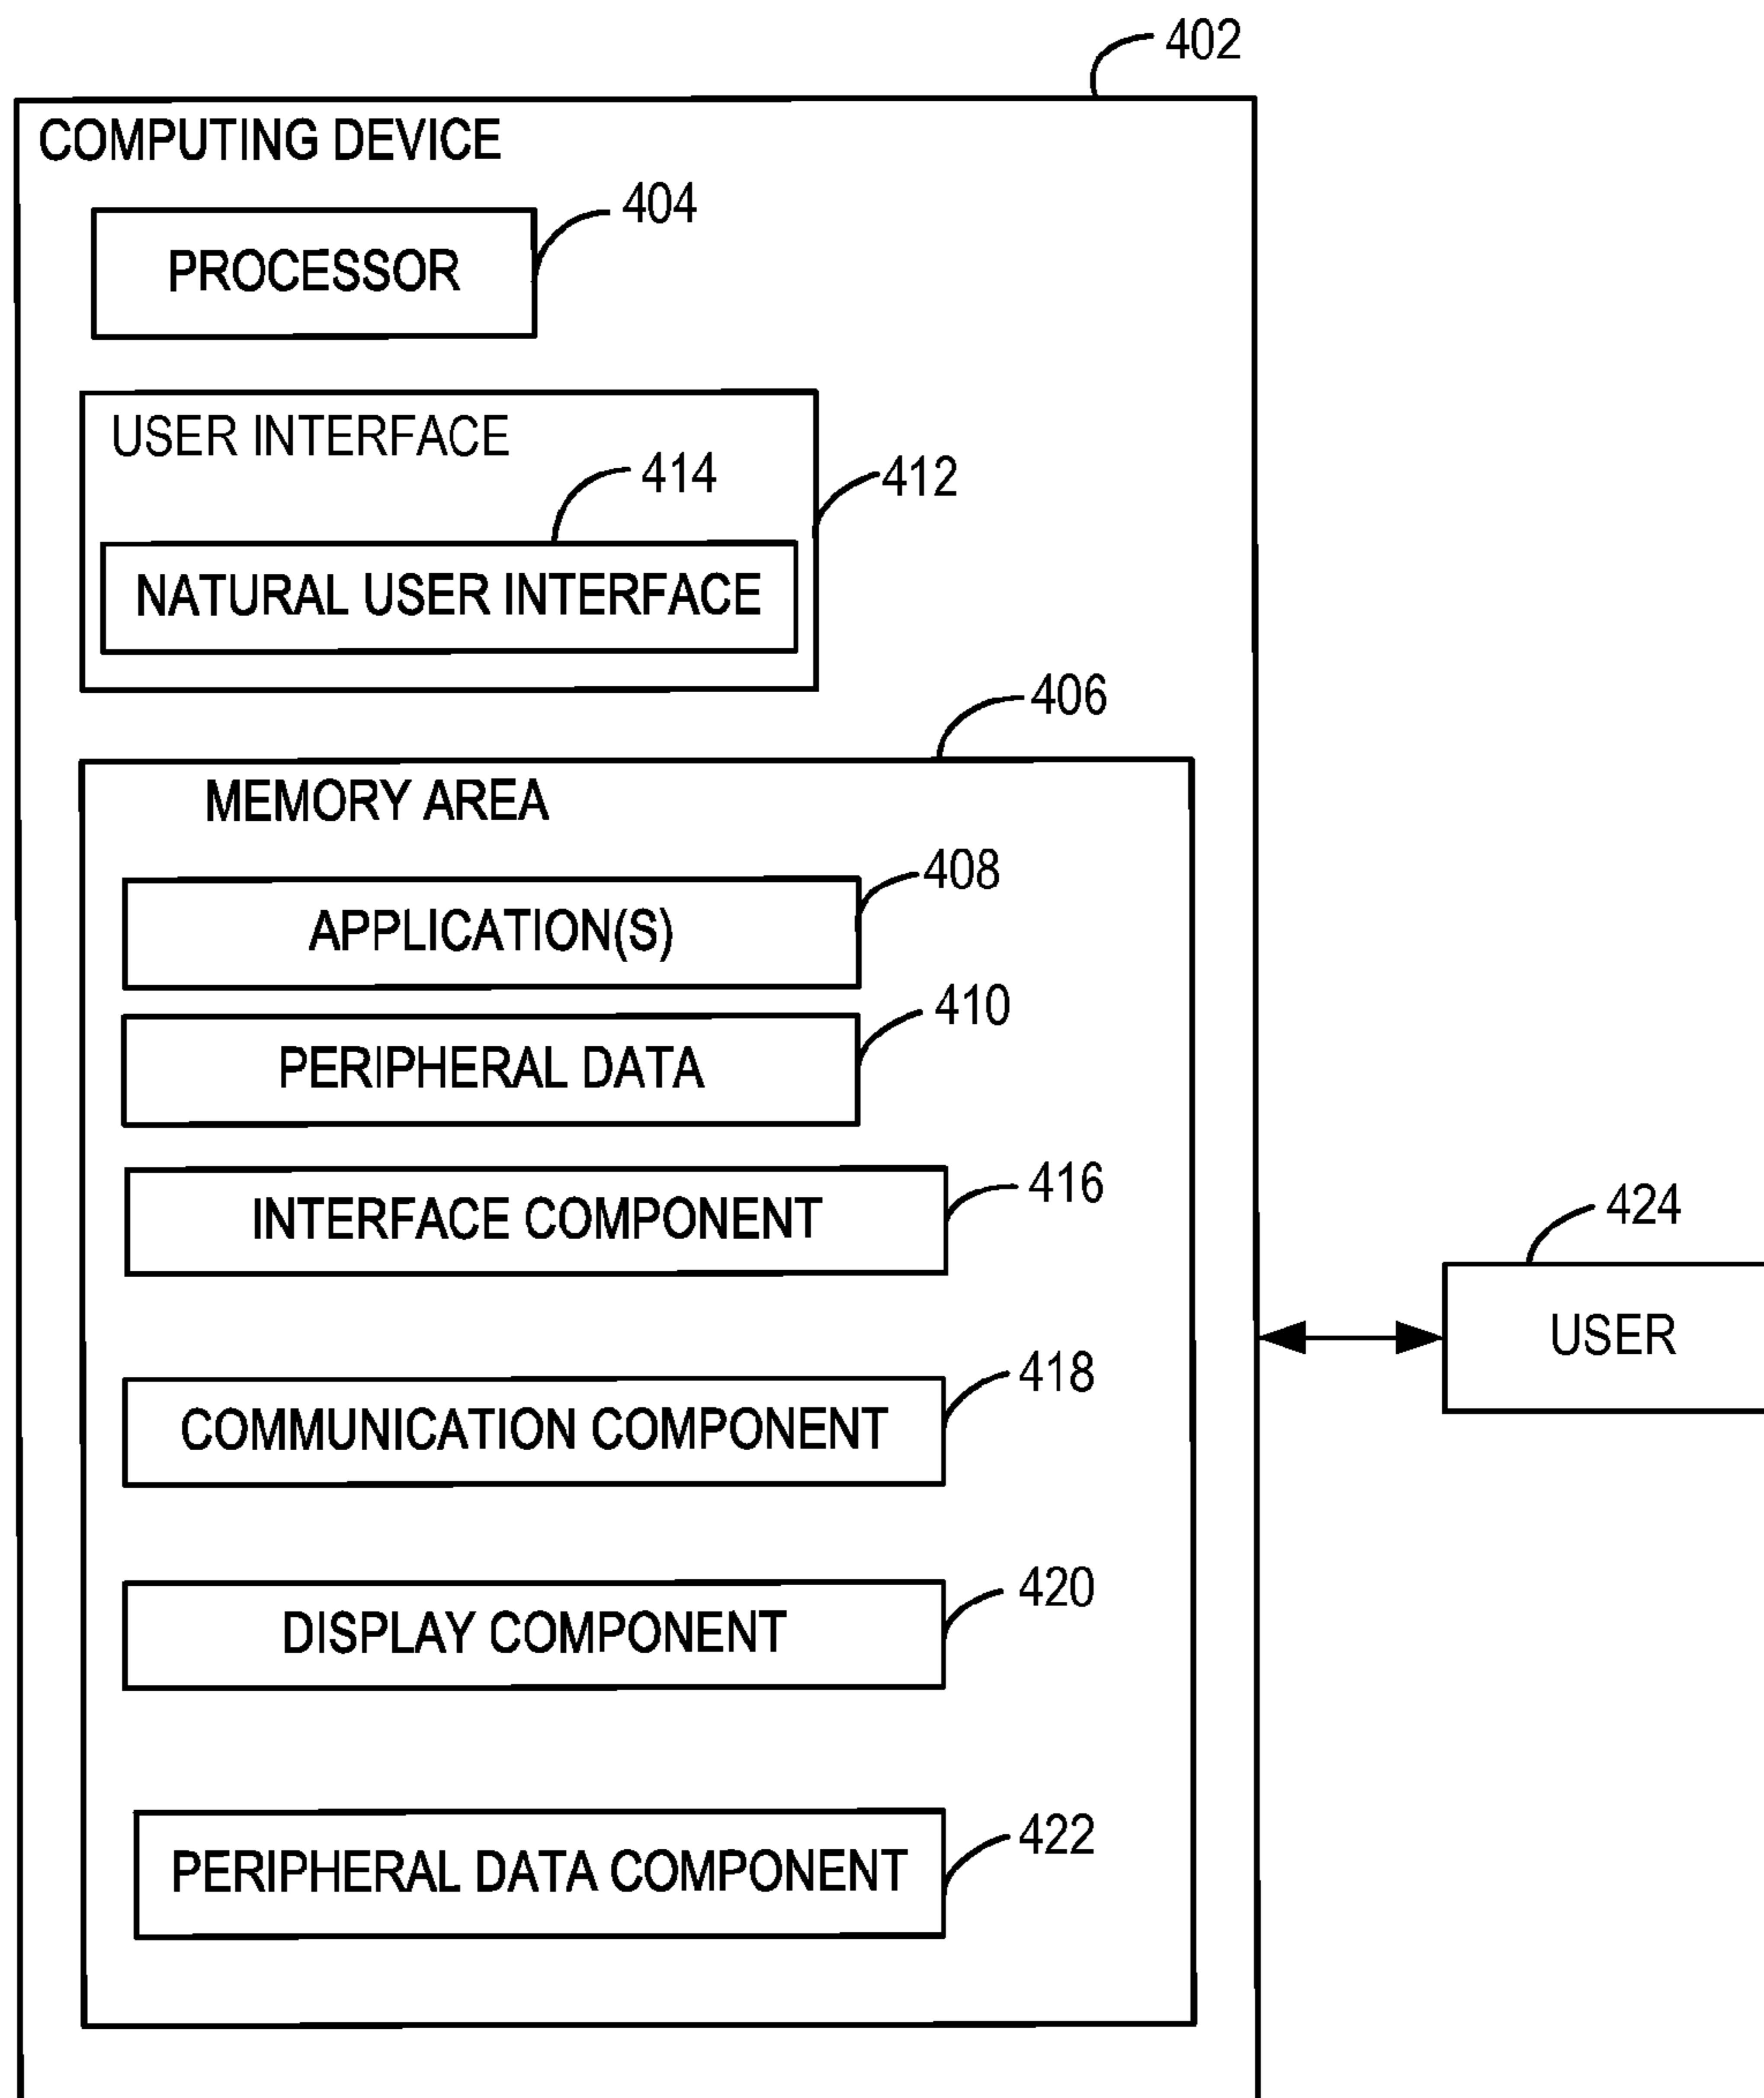 402
COMPUTING DEVICE
404
PROCESSOR
USER INTERFACE
414
412
NATURAL USER INTERFACE
406
MEMORY AREA
408
APPLICATION(S)
410
PERIPHERAL DATA
416
INTERFACE COMPONENT
424
USER
418
COMMUNICATION COMPONENT
420
DISPLAY COMPONENT
422
PERIPHERAL DATA COMPONENT